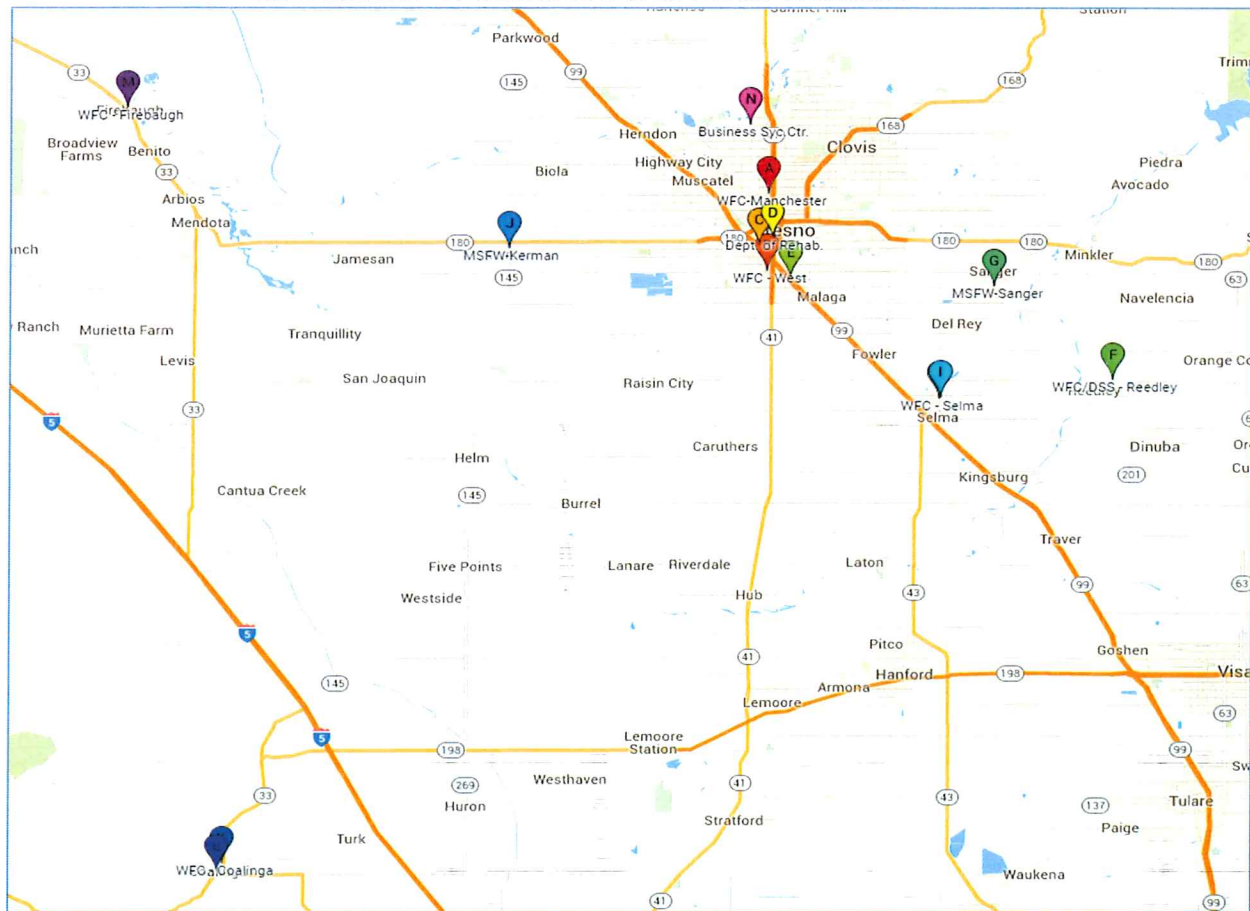 Station
Parkwood
33
99
145
168
M
WFC - Firebaugh
N
Business Svc Ctr.
168
Broadview
Farms
Benito
Herndon
Clovis
Highway City
Muscatel
Biola
A
Piedra
Avocado
33
Arbios
WFC-Manchester
Mendota
J
C
D
180
180
Dept. of Rehab.
180
180
Minkler
180
MSFW-Kerman
Jamesan
145
E
WFC - West
G
Sanger
MSFW-Sanger
63
Malaga
Navelencia
Ranch
Murietta Farm
Tranquillity
41
99
Del Rey
Levis
Fowler
F
San Joaquin
Raisin City
I
WFC/DSS - Reedley
WFC - Selma
Selma
33
5
Caruthers
Dinuba
Helm
201
Cantua Creek
145
Burrel
Kingsburg
Traver
Five Points
Lanare
Riverdale
Laton
99
63
Westside
Hub
43
5
Pitco
41
Goshen
145
Hanford
198
Armona
Lemoore
63
5
198
Lemoore
Station
99
Westhaven
269
41
33
Huron
43
137
Tulare
Stratford
Paige
Turk
Waukena
41
99